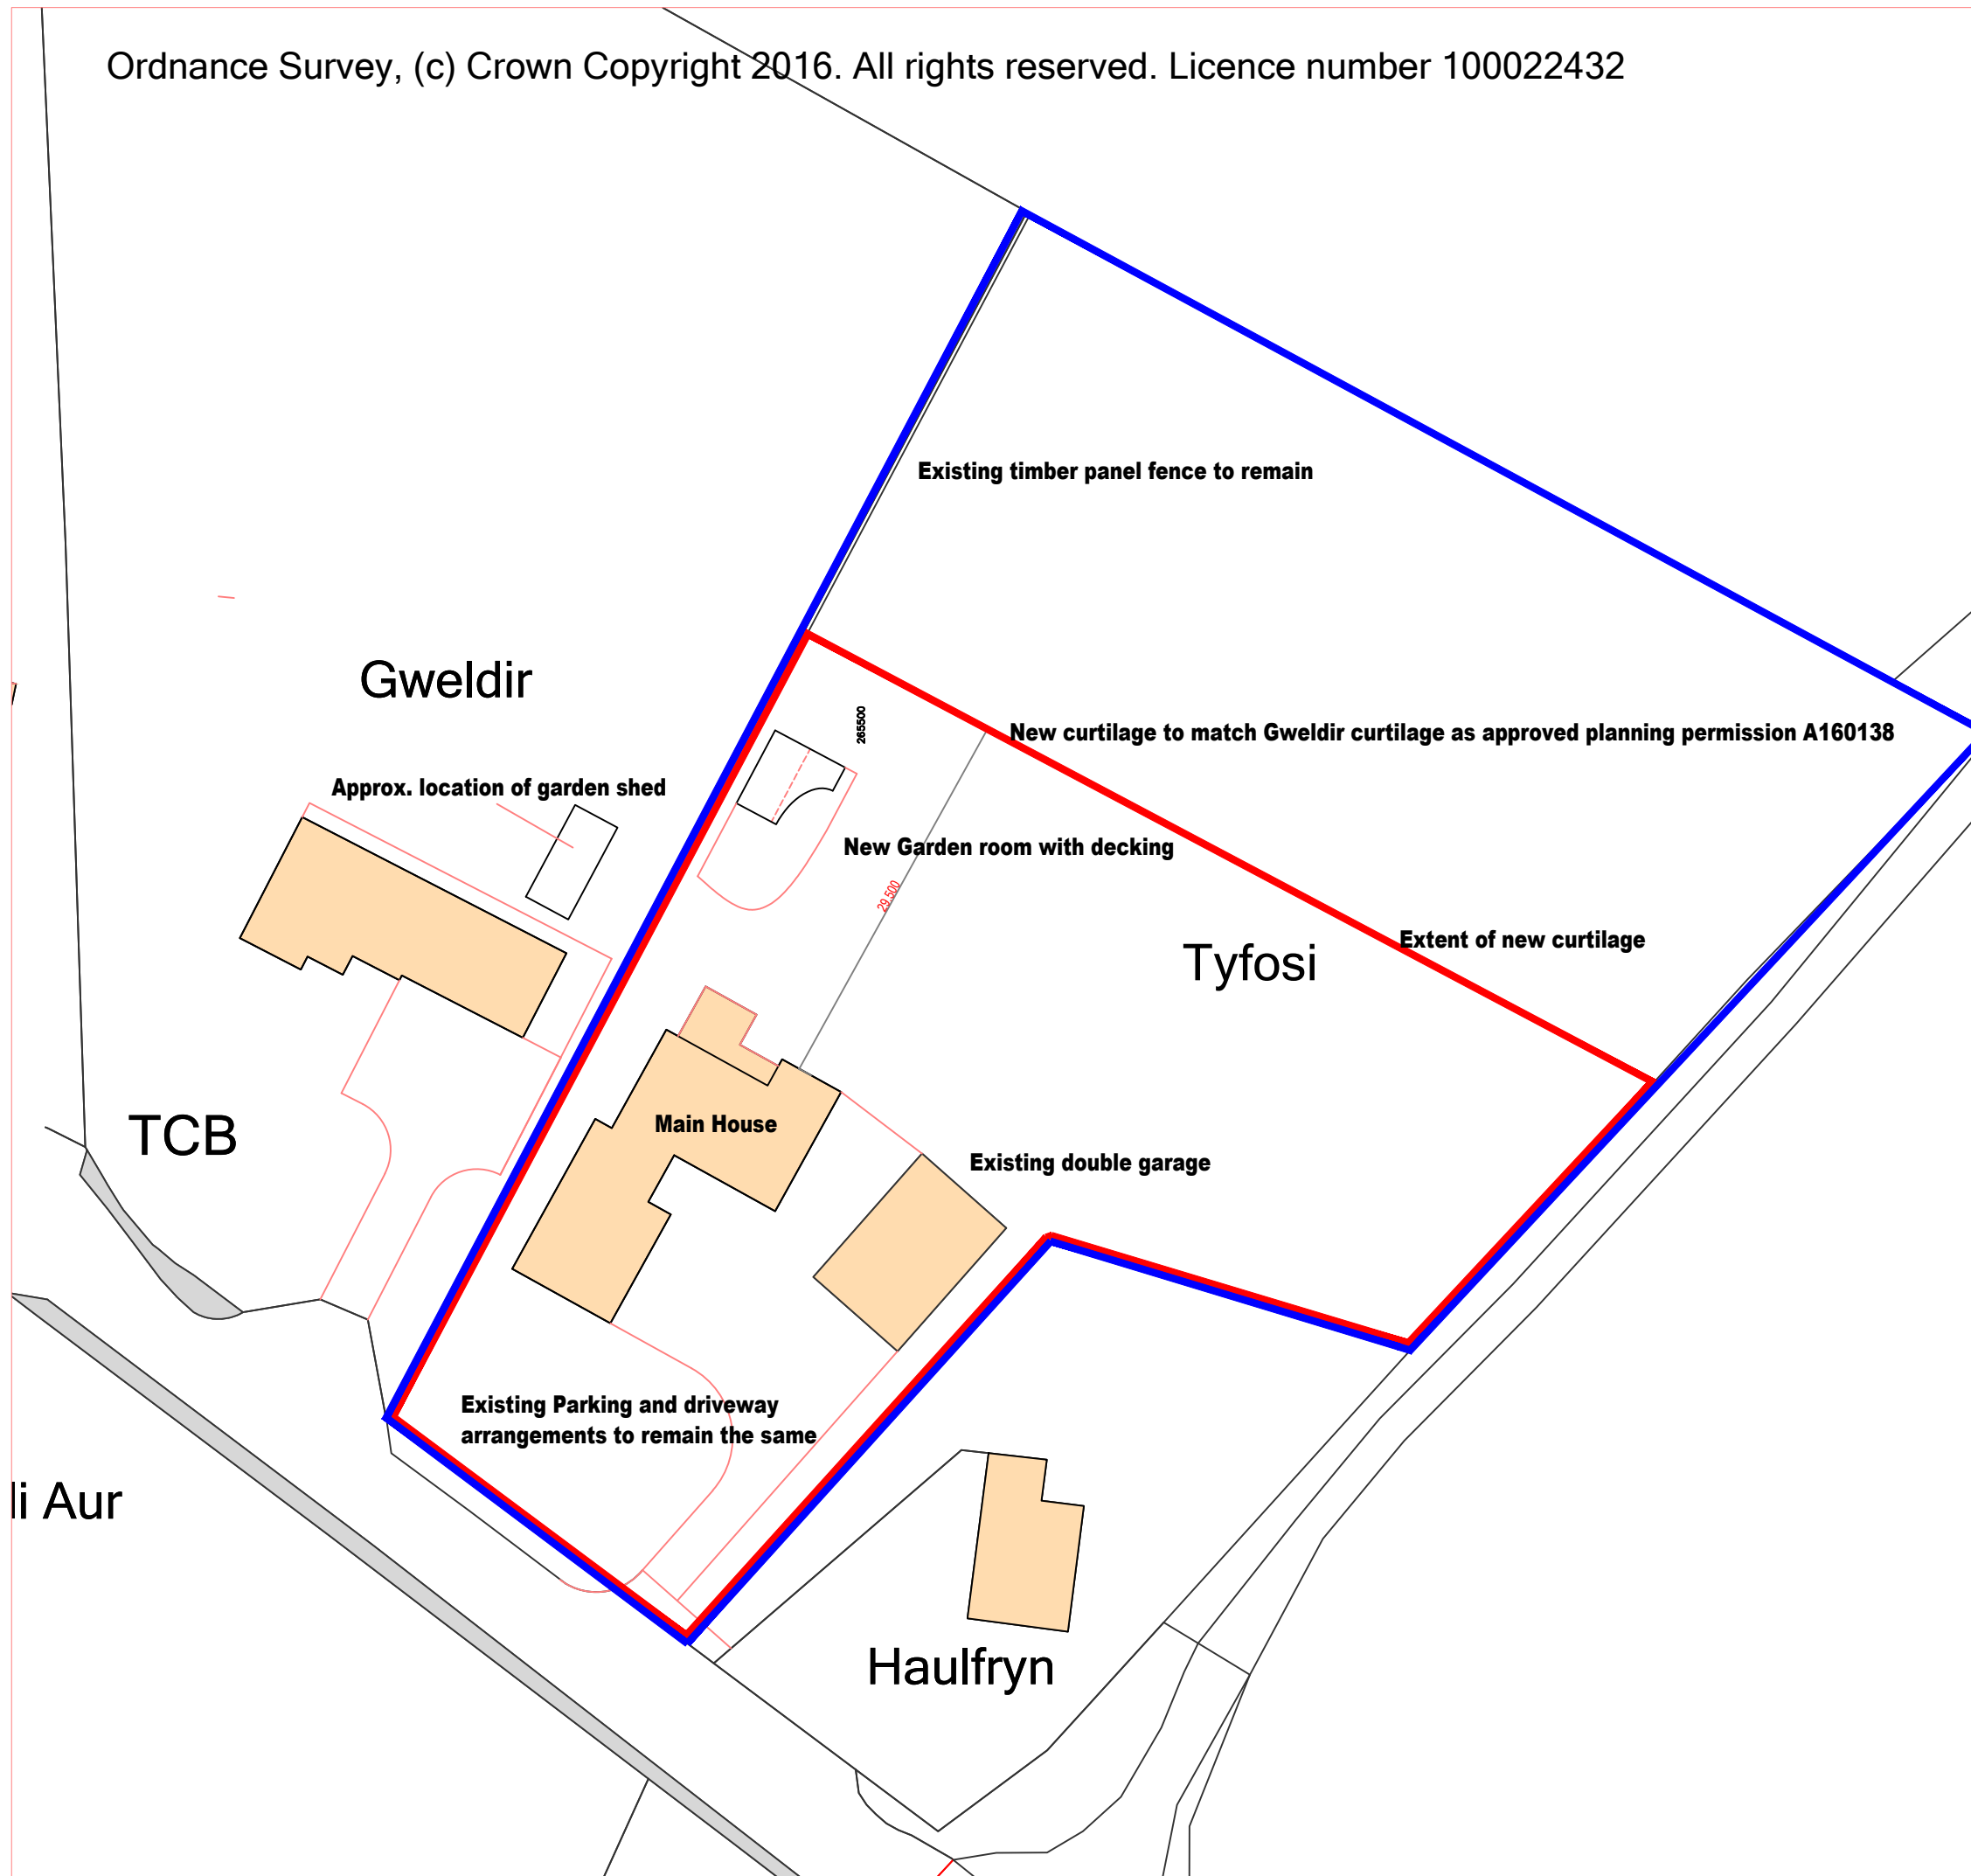 Ordnance Survey, (c) Crown Copyright 2016. All rights reserved. Licence number 100022432
Existing timber panel fence to remain
Gweldir
265500
New curtilage to match Gweldir curtilage as approved planning permission A160138
Approx. location of garden shed
New Garden room with decking
29.500
Extent of new curtilage
Tyfosi
Main House
TCB
Existing double garage
Existing Parking and driveway
arrangements to remain the same
li Aur
Haulfryn